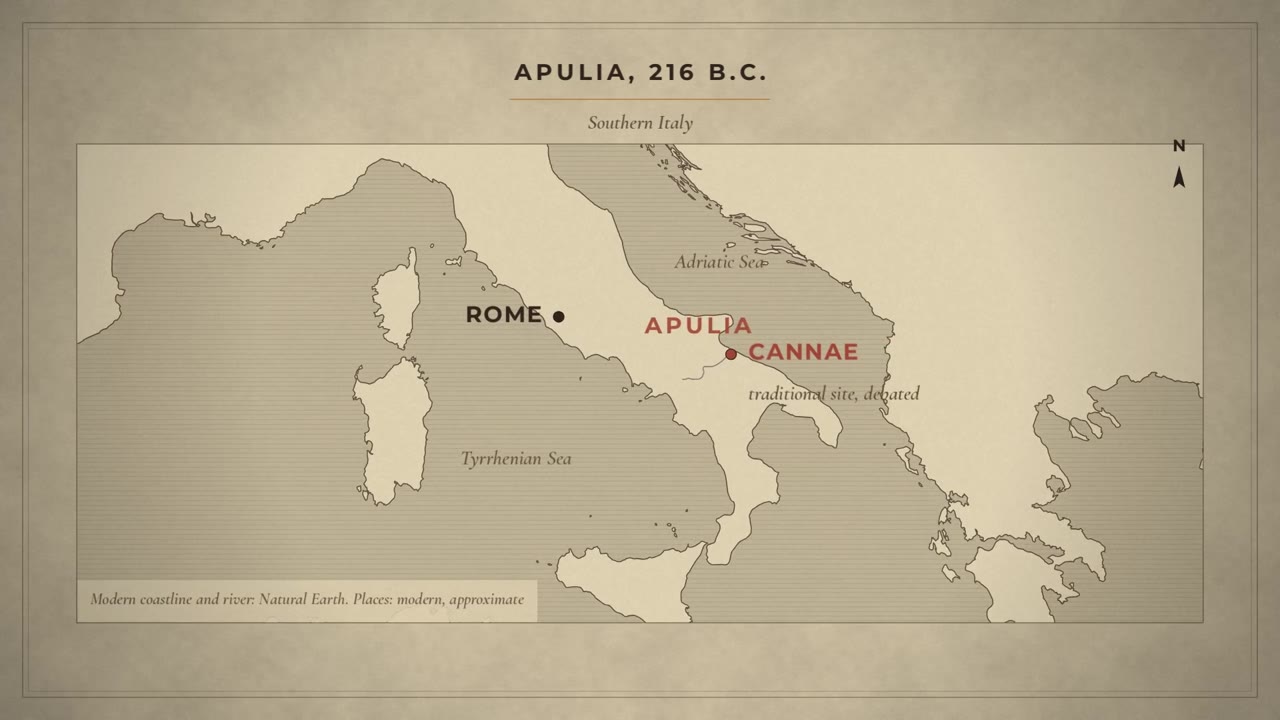 APULIA, 216 B.C.
Southern Italy
N
Adriatic Sea
ROME
APULIA
CANNAE
traditional site, debated
Tyrrhenian Sea
Modern coastline and river: Natural Earth. Places: modern, approximate